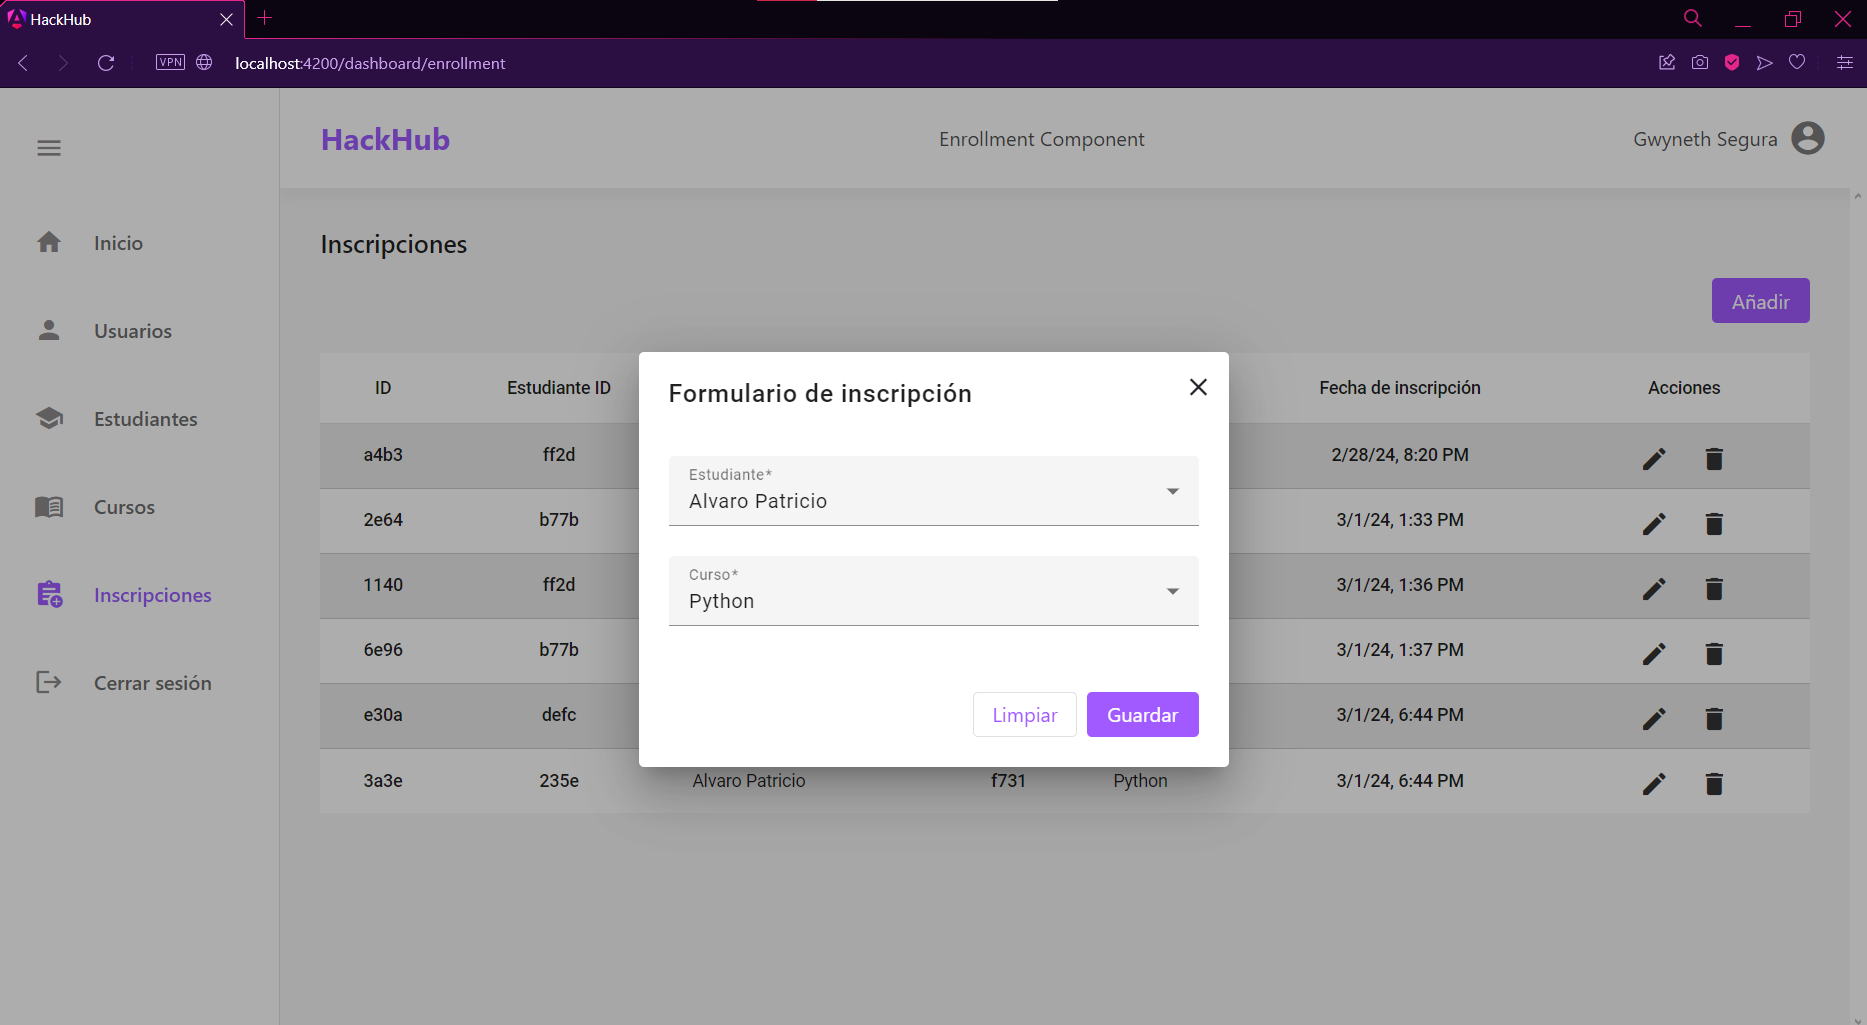 HackHub
VPN
localhost:4200/dashboard/enrollment
HackHub
Enrollment Component
Gwyneth Segura
Inicio
Usuarios
Estudiantes
Cursos
Inscripciones
Cerrar sesión
Inscripciones
Añadir
ID Estudiante ID Fecha de inscripción Acciones
a4b3 ff2d 2/28/24, 8:20 PM
2e64 b77b 3/1/24, 1:33 PM
1140 ff2d 3/1/24, 1:36 PM
6e96 b77b 3/1/24, 1:37 PM
e30a defc 3/1/24, 6:44 PM
3a3e 235e Alvaro Patricio f731 Python 3/1/24, 6:44 PM
Formulario de inscripción
Estudiante*
Alvaro Patricio
Curso*
Python
Limpiar
Guardar